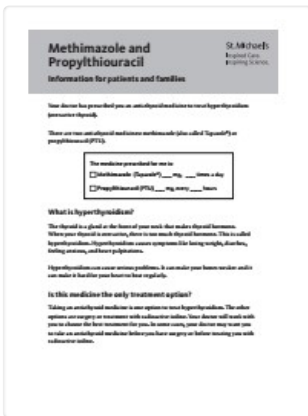 Methimazole and
Propylthiouracil
Information for patients and families
St. Michael's
Inspired Care.
Inspiring Science.
Your doctor has prescribed you an antithyroid medicine to treat hyperthyroidism
(overactive thyroid).
There are two antithyroid medicines: methimazole (also called Tapazole®) or
propylthiouracil (PTU).
The medicine prescribed for me is:
Methimazole (Tapazole®) ___ mg, ___ times a day
Propylthiouracil (PTU) ___ mg, every ___ hours
What is hyperthyroidism?
The thyroid is a gland at the front of your neck that makes thyroid hormone.
When your thyroid is overactive, there is too much thyroid hormone. This is called
hyperthyroidism. Hyperthyroidism causes symptoms like losing weight, diarrhea,
feeling anxious, and heart palpitations.
Hyperthyroidism can cause serious problems. It can make your bones weaker and it
can make it hard for your heart to beat regularly.
Is this medicine the only treatment option?
Taking an antithyroid medicine is one option to treat hyperthyroidism. The other
options are surgery or treatment with radioactive iodine. Your doctor will work with
you to choose the best treatment for you. In some cases, your doctor may want you
to take an antithyroid medicine before you have surgery or before treating you with
radioactive iodine.